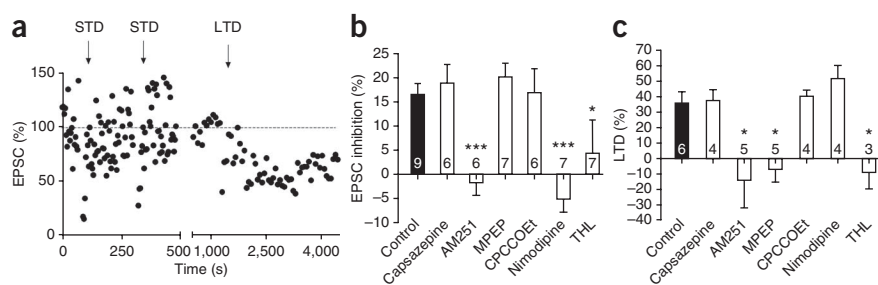 a
STD STD LTD
150
100
50
0
EPSC (%)
0 250 500 1,000 2,500 4,000
Time (s)
b
25
20
15
10
5
0
–5
–10
EPSC inhibition (%)
*** *** *
9 6 6 7 6 7 7
Control
Capsazepine
AM251
MPEP
CPCCOEt
Nimodipine
THL
c
50
60
70
40
30
20
10
0
–10
–20
–30
–40
LTD (%)
* * *
6 4 5 5 4 4 3
Control
Capsazepine
AM251
MPEP
CPCCOEt
Nimodipine
THL